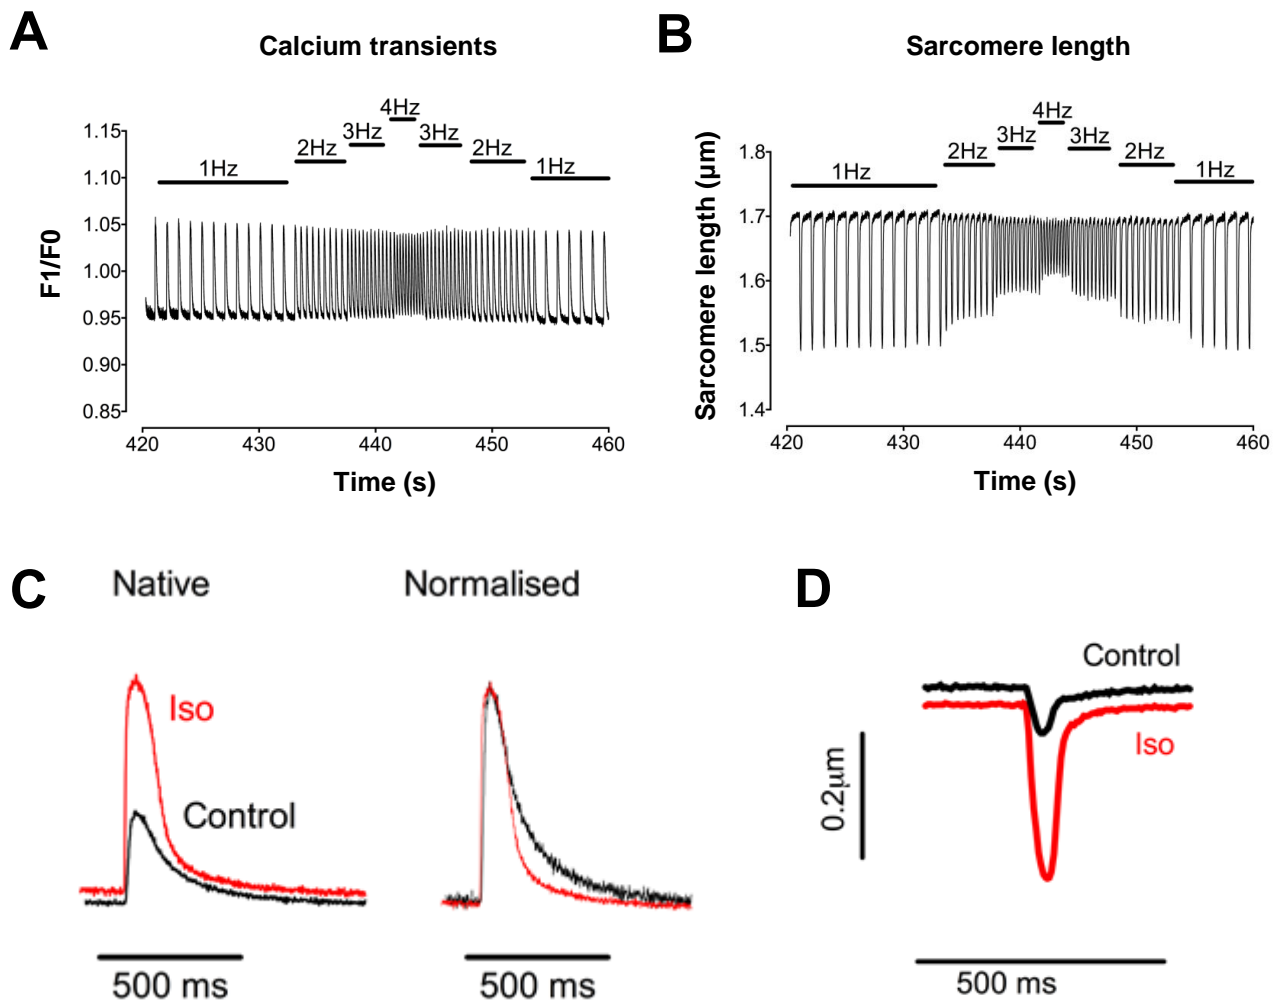 A
Calcium transients
1Hz
2Hz
3Hz
4Hz
3Hz
2Hz
1Hz
1.15
1.10
1.05
1.00
0.95
0.90
0.85
F1/F0
420
430
440
450
460
Time (s)
B
Sarcomere length
1Hz
2Hz
3Hz
4Hz
3Hz
2Hz
1Hz
1.8
1.7
1.6
1.5
1.4
Sarcomere length (μm)
420
430
440
450
460
Time (s)
C
Native
Iso
Control
500 ms
Normalised
500 ms
D
Control
Iso
0.2μm
500 ms